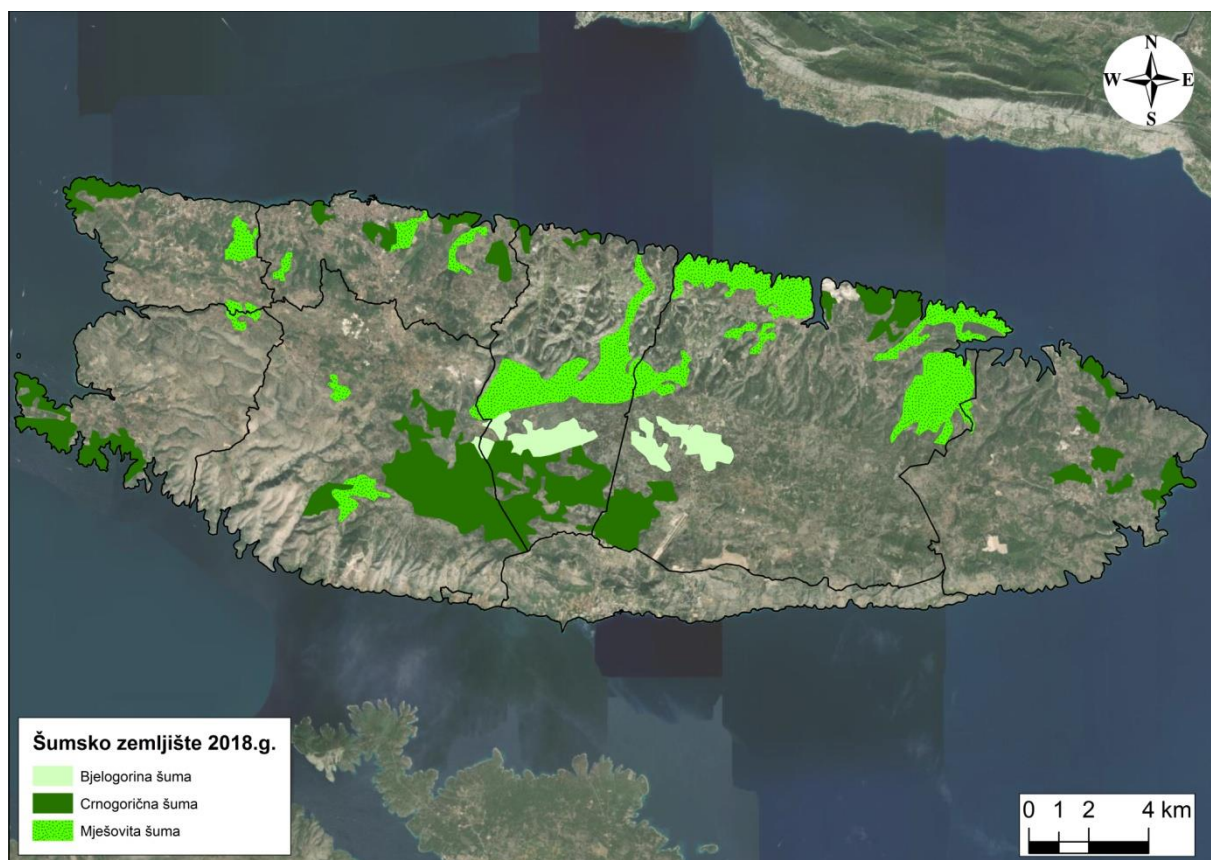 N
W E
S
Šumsko zemljište 2018.g.
Bjelogorina šuma
Crnogorična šuma
Mješovita šuma
0 1 2 4 km